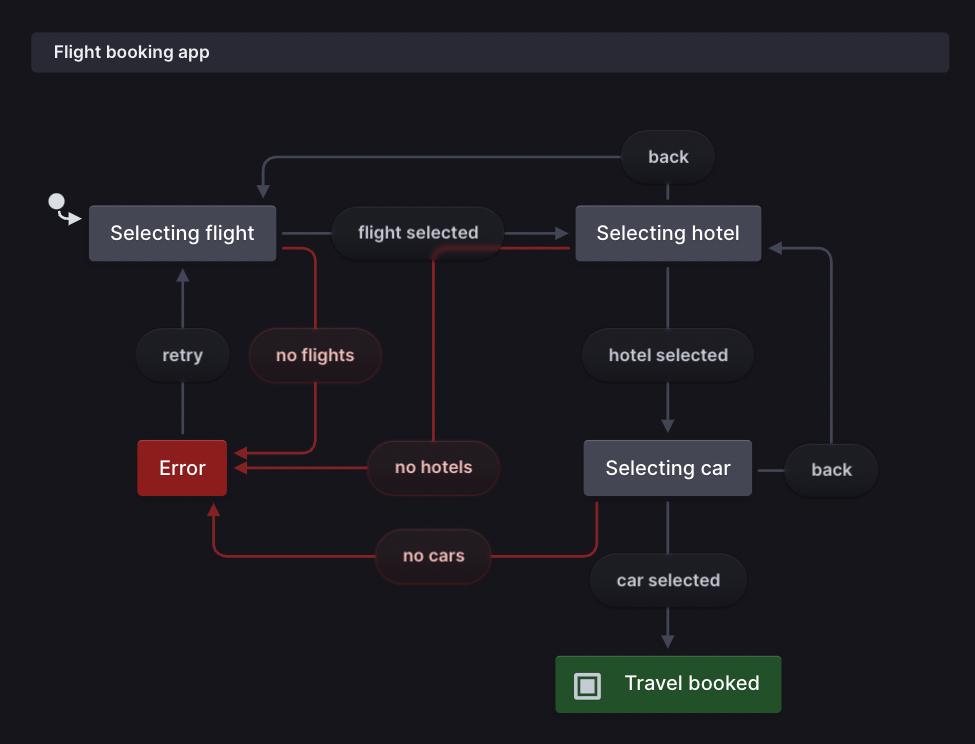 Flight booking app
back
Selecting flight
flight selected
Selecting hotel
retry
no flights
hotel selected
Error
no hotels
Selecting car
back
no cars
car selected
Travel booked